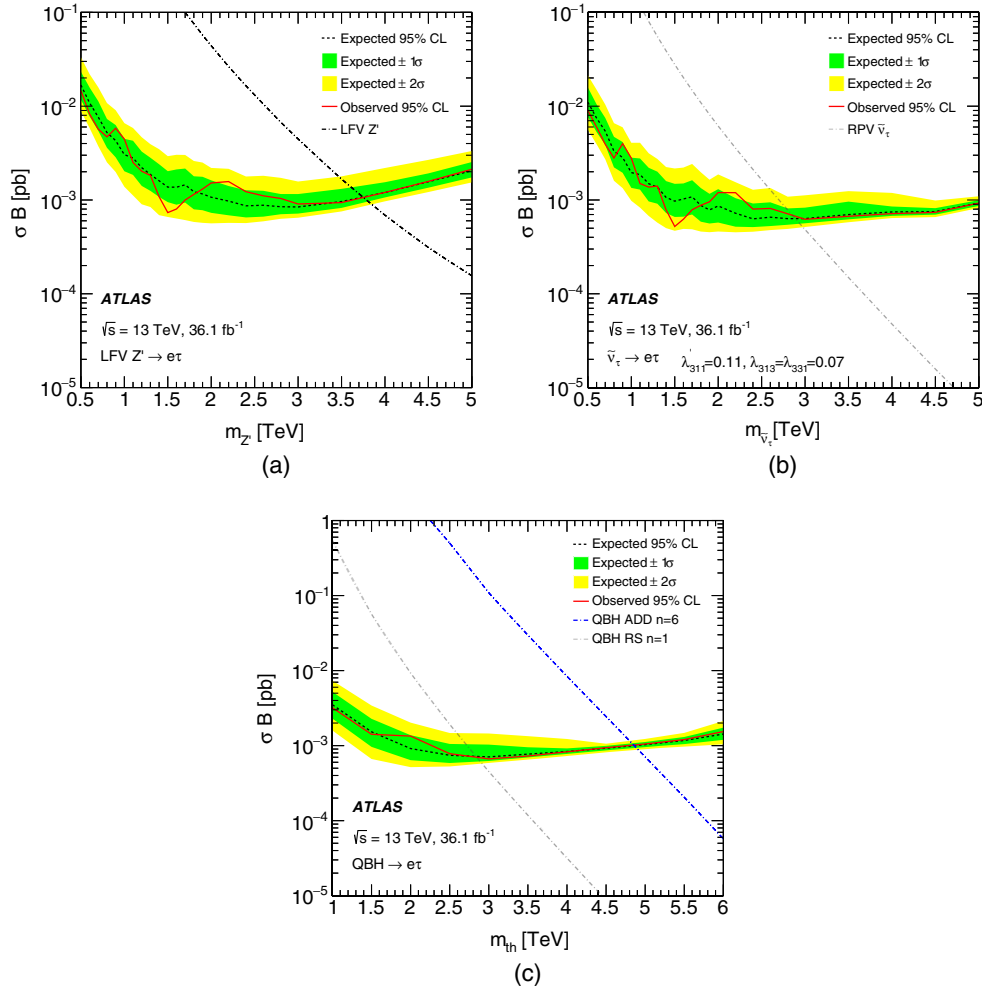 10⁻¹
10⁻²
10⁻³
10⁻⁴
10⁻⁵
σ B [pb]
Expected 95% CL
Expected ± 1σ
Expected ± 2σ
Observed 95% CL
LFV Z'
ATLAS
√s = 13 TeV, 36.1 fb⁻¹
LFV Z' → eτ
0.5 1 1.5 2 2.5 3 3.5 4 4.5 5
m_Z' [TeV]
(a)
10⁻¹
10⁻²
10⁻³
10⁻⁴
10⁻⁵
σ B [pb]
Expected 95% CL
Expected ± 1σ
Expected ± 2σ
Observed 95% CL
RPV ν̃_τ
ATLAS
√s = 13 TeV, 36.1 fb⁻¹
ν̃_τ → eτ λ'₃₁₁=0.11, λ₃₁₃=λ₃₃₁=0.07
0.5 1 1.5 2 2.5 3 3.5 4 4.5 5
m_ν̃_τ [TeV]
(b)
1
10⁻¹
10⁻²
10⁻³
10⁻⁴
10⁻⁵
σ B [pb]
Expected 95% CL
Expected ± 1σ
Expected ± 2σ
Observed 95% CL
QBH ADD n=6
QBH RS n=1
ATLAS
√s = 13 TeV, 36.1 fb⁻¹
QBH → eτ
1 1.5 2 2.5 3 3.5 4 4.5 5 5.5 6
m_th [TeV]
(c)